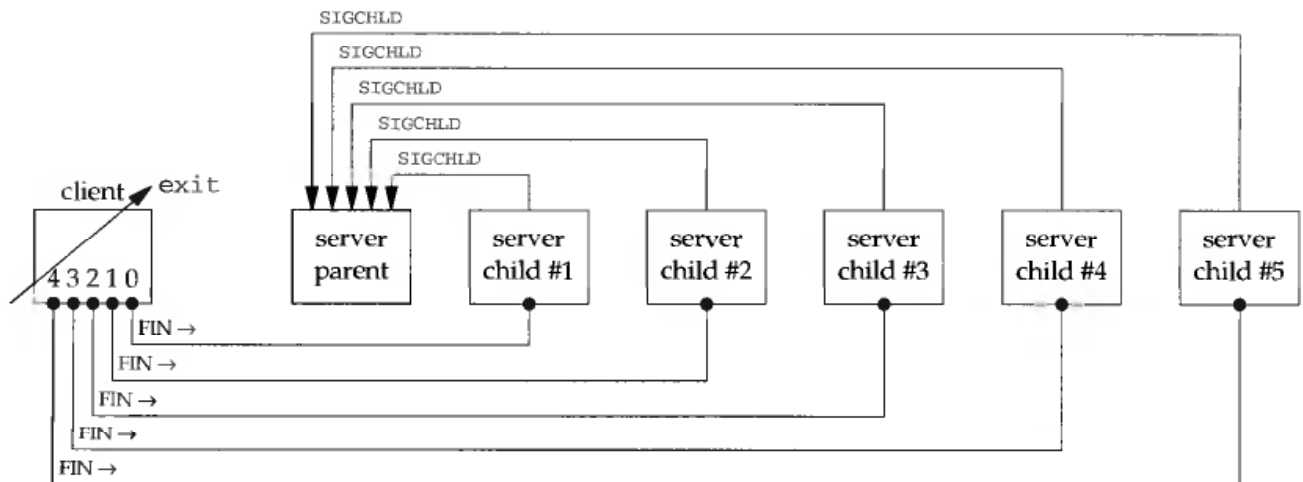 SIGCHLD
SIGCHLD
SIGCHLD
SIGCHLD
SIGCHLD
client
exit
server parent
server child #1
server child #2
server child #3
server child #4
server child #5
4 3 2 1 0
FIN →
FIN →
FIN →
FIN →
FIN →